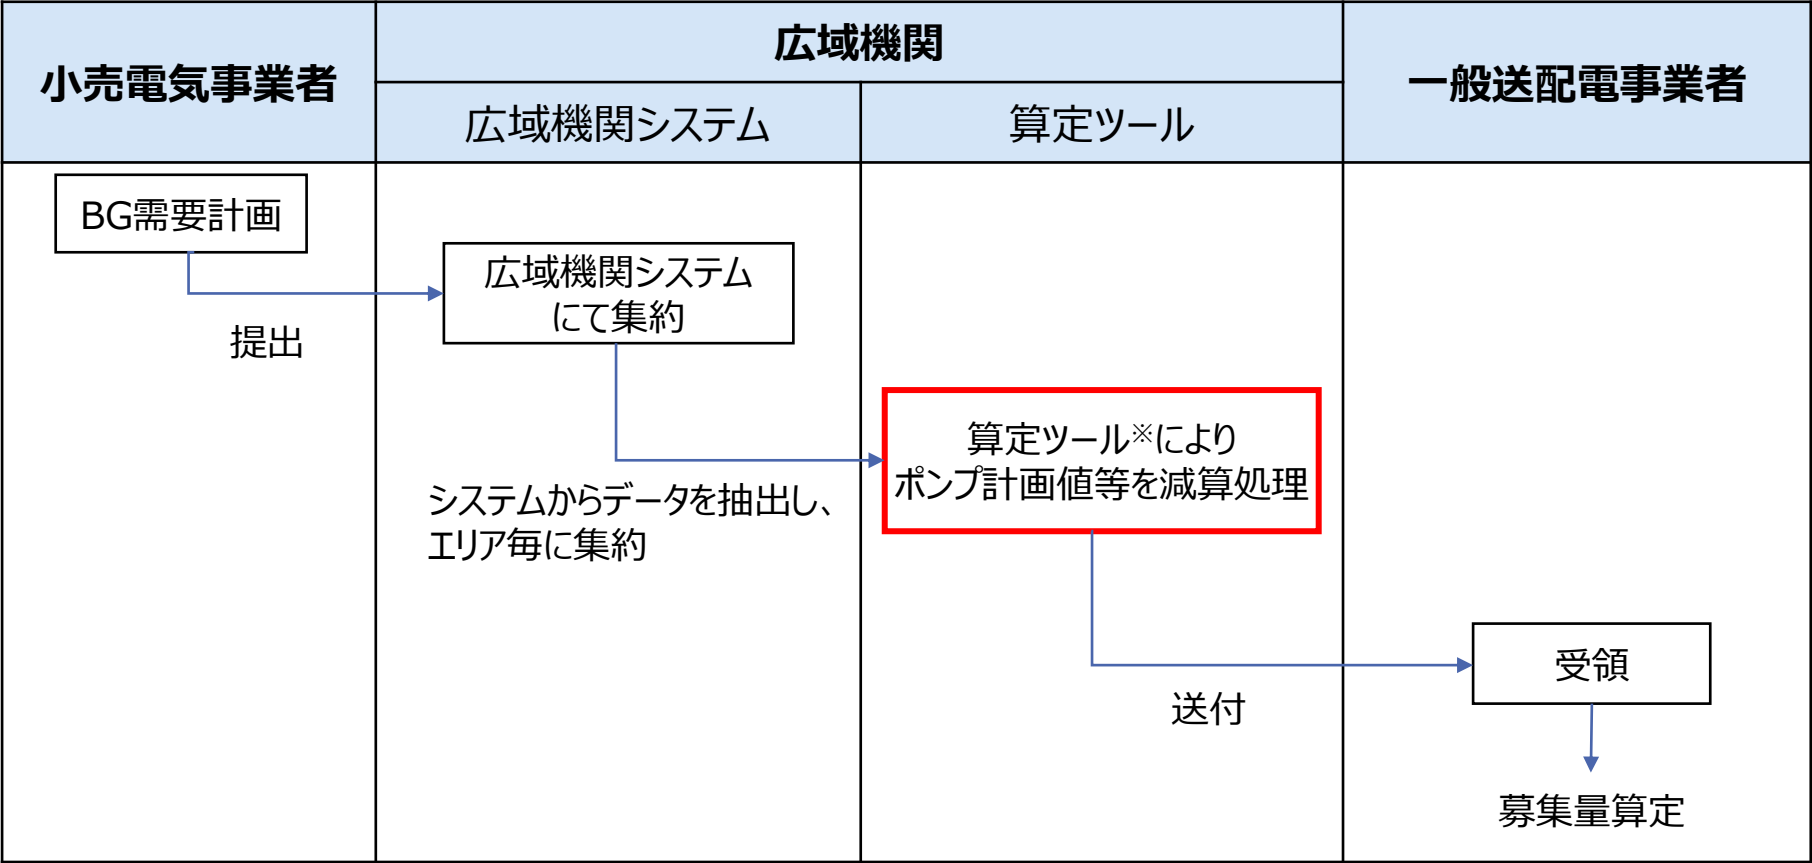 小売電気事業者
広域機関
一般送配電事業者
広域機関システム
算定ツール
BG需要計画
提出
広域機関システム
にて集約
システムからデータを抽出し、
エリア毎に集約
算定ツール※により
ポンプ計画値等を減算処理
送付
受領
募集量算定